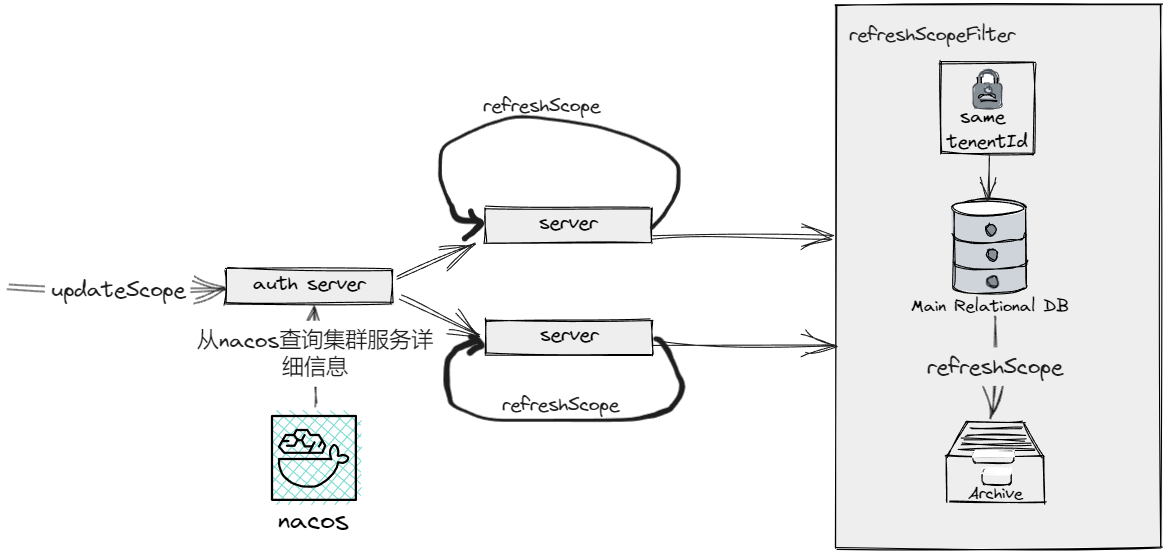 refreshScopeFilter
same
tenentId
refreshScope
server
updateScope
auth server
Main Relational DB
从nacos查询集群服务详
细信息
server
refreshScope
refreshScope
Archive
nacos